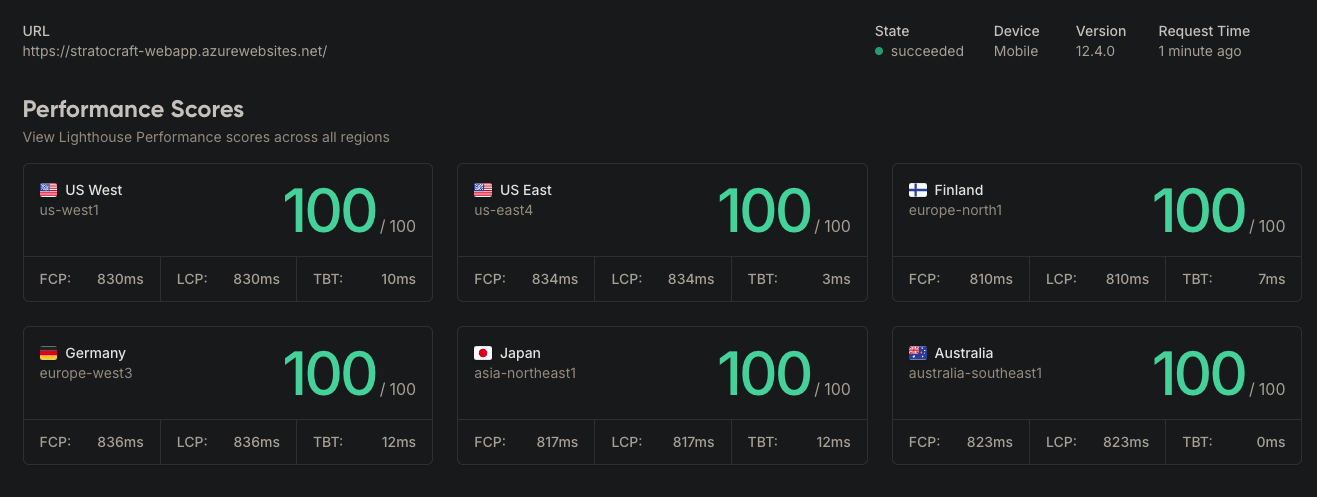 URL State Device Version Request Time
https://stratocraft-webapp.azurewebsites.net/ succeeded Mobile 12.4.0 1 minute ago
Performance Scores
View Lighthouse Performance scores across all regions
US West
us-west1
100 / 100
FCP: 830ms LCP: 830ms TBT: 10ms
US East
us-east4
100 / 100
FCP: 834ms LCP: 834ms TBT: 3ms
Finland
europe-north1
100 / 100
FCP: 810ms LCP: 810ms TBT: 7ms
Germany
europe-west3
100 / 100
FCP: 836ms LCP: 836ms TBT: 12ms
Japan
asia-northeast1
100 / 100
FCP: 817ms LCP: 817ms TBT: 12ms
Australia
australia-southeast1
100 / 100
FCP: 823ms LCP: 823ms TBT: 0ms